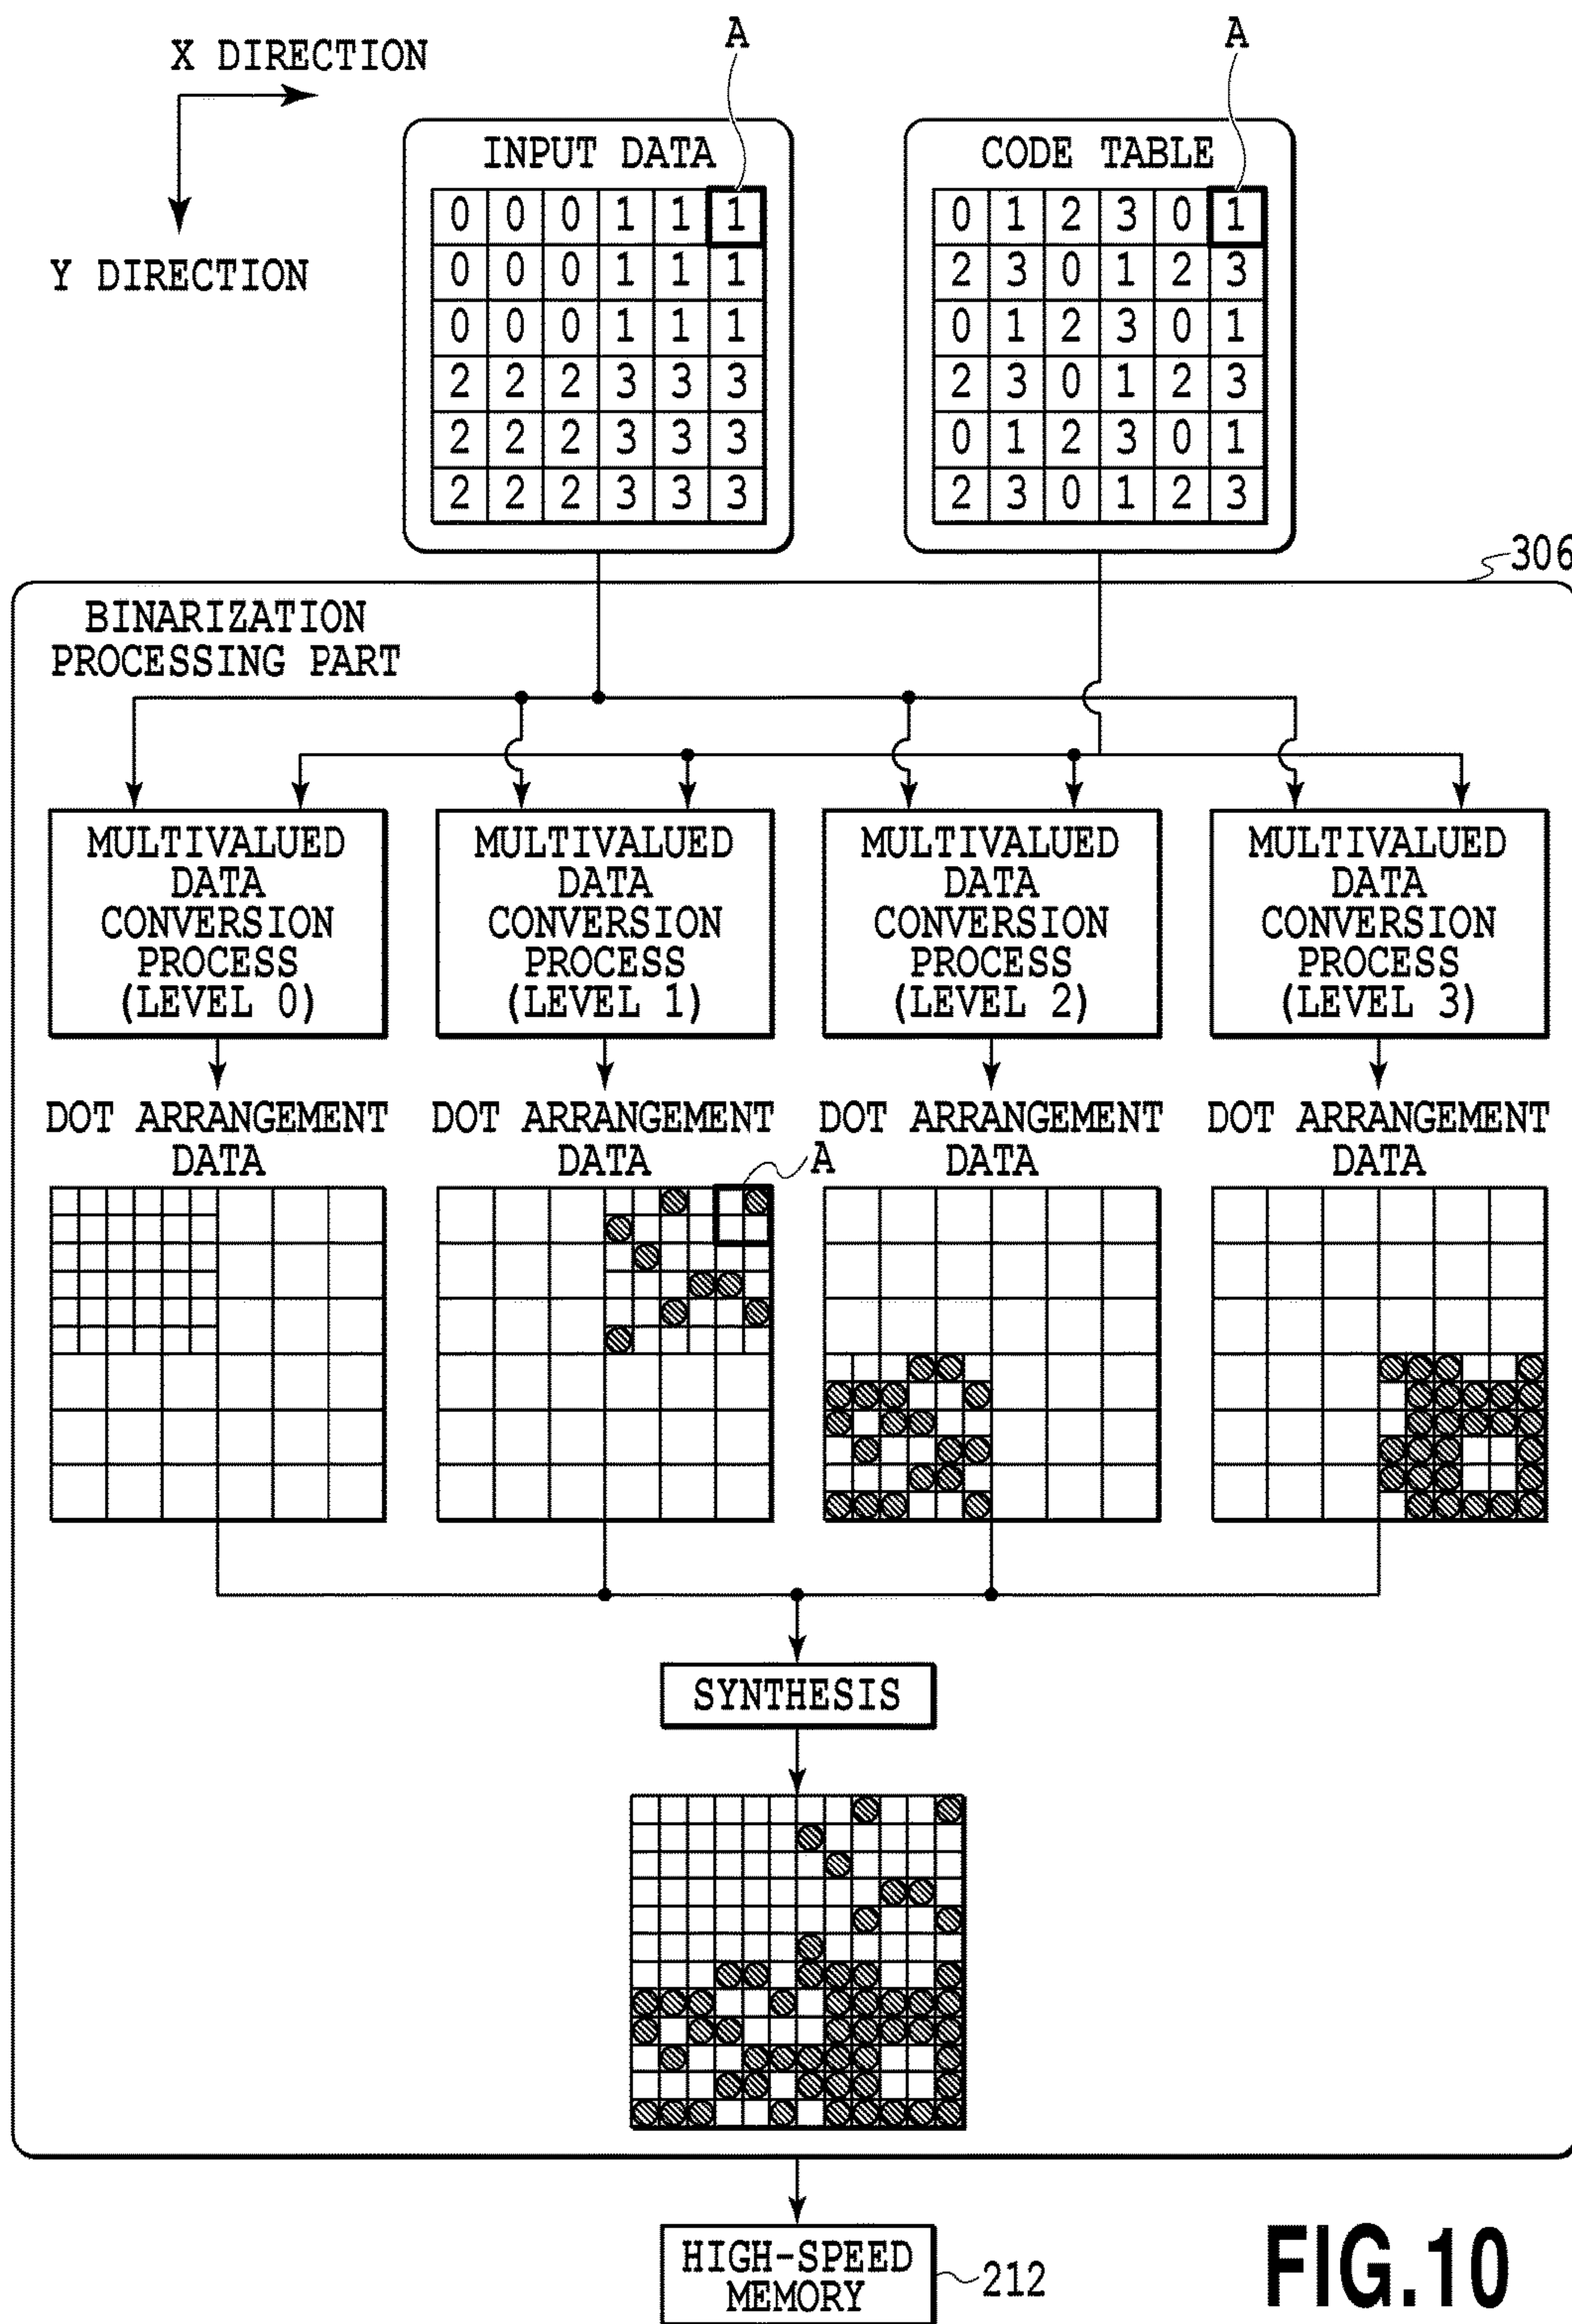 X DIRECTION
Y DIRECTION
A
A
INPUT DATA
0 0 0 1 1 1
0 0 0 1 1 1
0 0 0 1 1 1
2 2 2 3 3 3
2 2 2 3 3 3
2 2 2 3 3 3
CODE TABLE
0 1 2 3 0 1
2 3 0 1 2 3
0 1 2 3 0 1
2 3 0 1 2 3
0 1 2 3 0 1
2 3 0 1 2 3
306
BINARIZATION
PROCESSING PART
MULTIVALUED
DATA
CONVERSION
PROCESS
(LEVEL 0)
MULTIVALUED
DATA
CONVERSION
PROCESS
(LEVEL 1)
MULTIVALUED
DATA
CONVERSION
PROCESS
(LEVEL 2)
MULTIVALUED
DATA
CONVERSION
PROCESS
(LEVEL 3)
DOT ARRANGEMENT
DATA
DOT ARRANGEMENT
DATA
A
DOT ARRANGEMENT
DATA
DOT ARRANGEMENT
DATA
SYNTHESIS
HIGH-SPEED
MEMORY
212
FIG.10